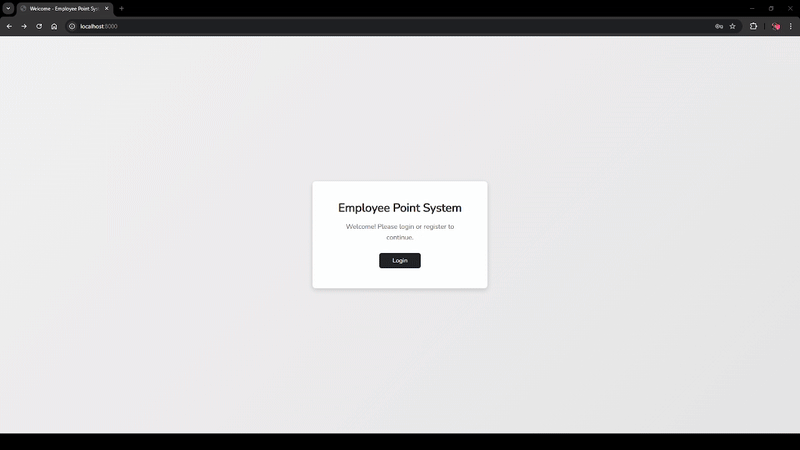 Welcome - Employee Point Sys
localhost:8000
Employee Point System
Welcome! Please login or register to
continue.
Login